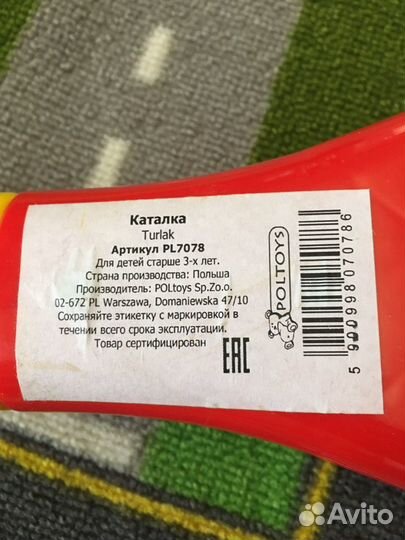 Каталка
Turlak
Артикул PL7078
Для детей старше 3-х лет.
Страна производства: Польша
Производитель: POLtoys Sp.Zo.o.
02-672 PL Warszawa, Domaniewska 47/10
Сохраняйте этикетку с маркировкой в
течении всего срока эксплуатации.
Товар сертифицирован
EAC
POLTOYS
5 900998 070786
Avito